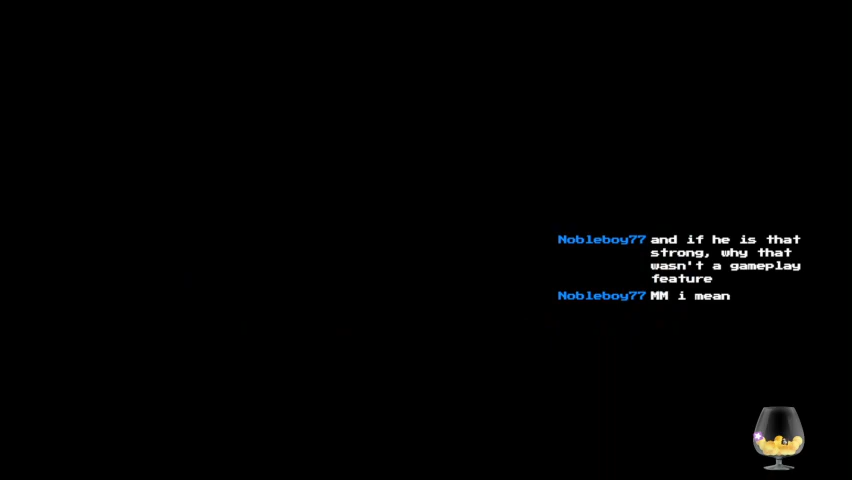 Nobleboy77 and if he is that
strong, why that
wasn't a gameplay
feature
Nobleboy77 MM i mean